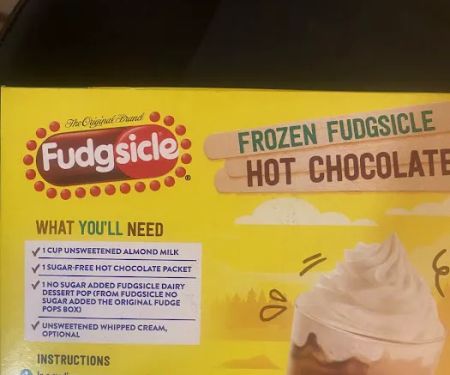 The Original Brand
Fudgsicle
®
FROZEN FUDGSICLE
HOT CHOCOLATE
WHAT YOU'LL NEED
✓ 1 CUP UNSWEETENED ALMOND MILK
✓ 1 SUGAR-FREE HOT CHOCOLATE PACKET
✓ 1 NO SUGAR ADDED FUDGSICLE DAIRY
DESSERT POP (FROM FUDGSICLE NO
SUGAR ADDED THE ORIGINAL FUDGE
POPS BOX)
✓ UNSWEETENED WHIPPED CREAM,
OPTIONAL
INSTRUCTIONS